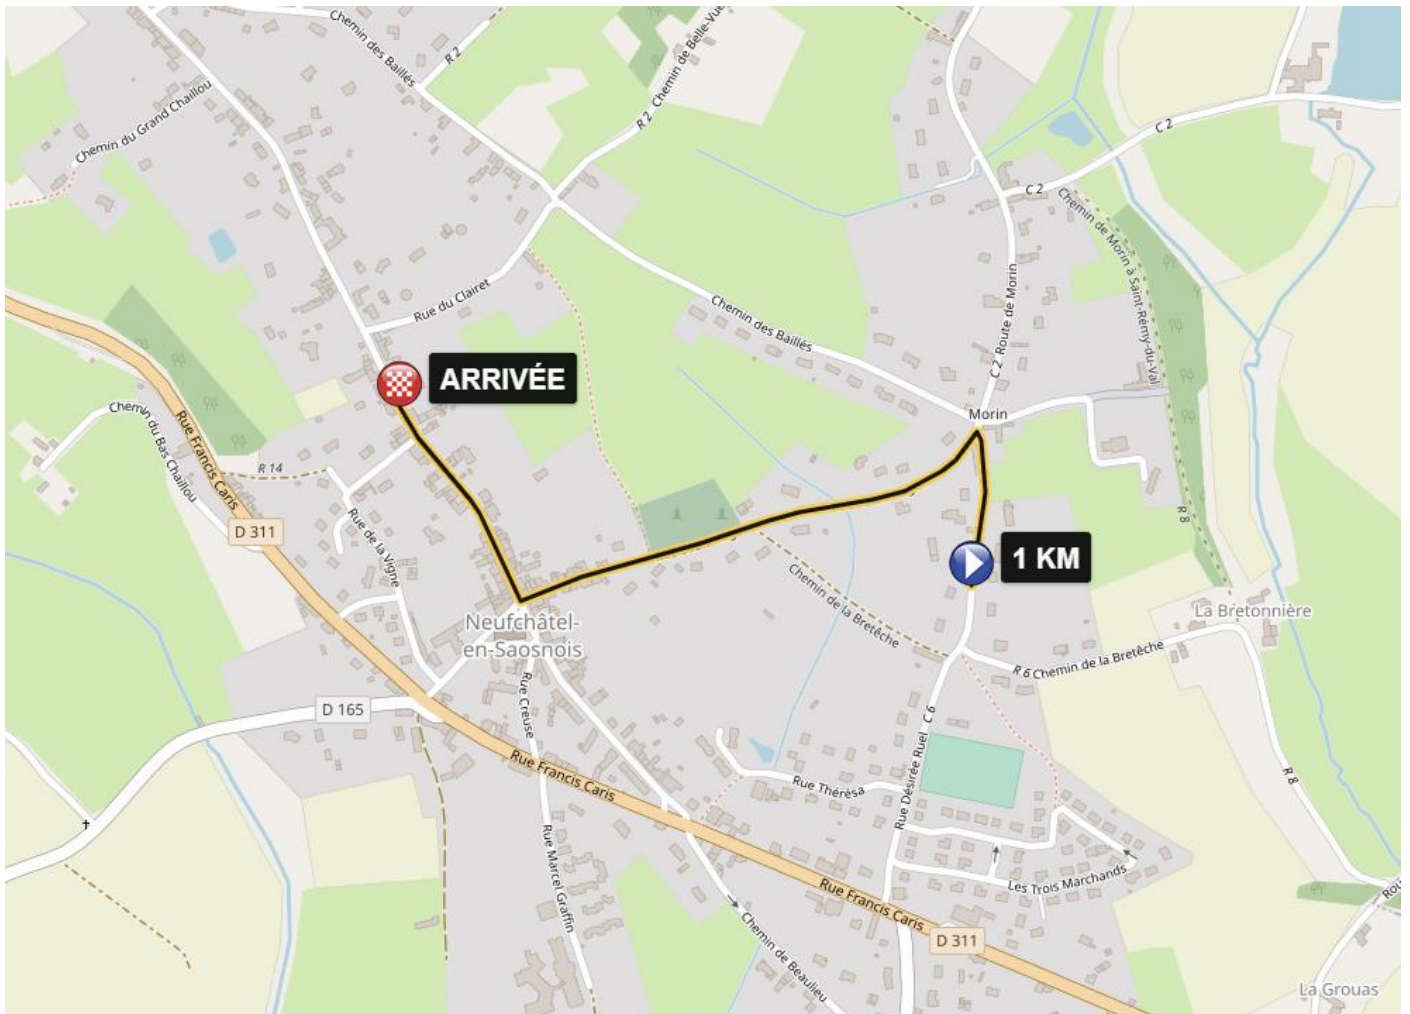 Chemin des Baillés
R 2
R 2 Chemin de Belle-Vue
Chemin du Grand Chaillou
C 2
C 2
Chemin de Morin à Saint-Rémy-du-Val
Rue du Clairet
Chemin des Baillés
C 2 Route de Morin
ARRIVÉE
Morin
Chemin du Bas Chaillou
Rue Francis Caris
R 14
D 311
Rue de la Vigne
R 8
1 KM
Chemin de la Bretêche
La Bretonnière
Neufchâtel-
en-Saosnois
R 6 Chemin de la Bretêche
Rue Creuse
D 165
Rue Désirée Ruel C 6
Rue Francis Caris
Rue Thérésa
R 8
Rue Marcel Graffin
Les Trois Marchands
Rue Francis Caris
D 311
Chemin de Beaulieu
La Grouas